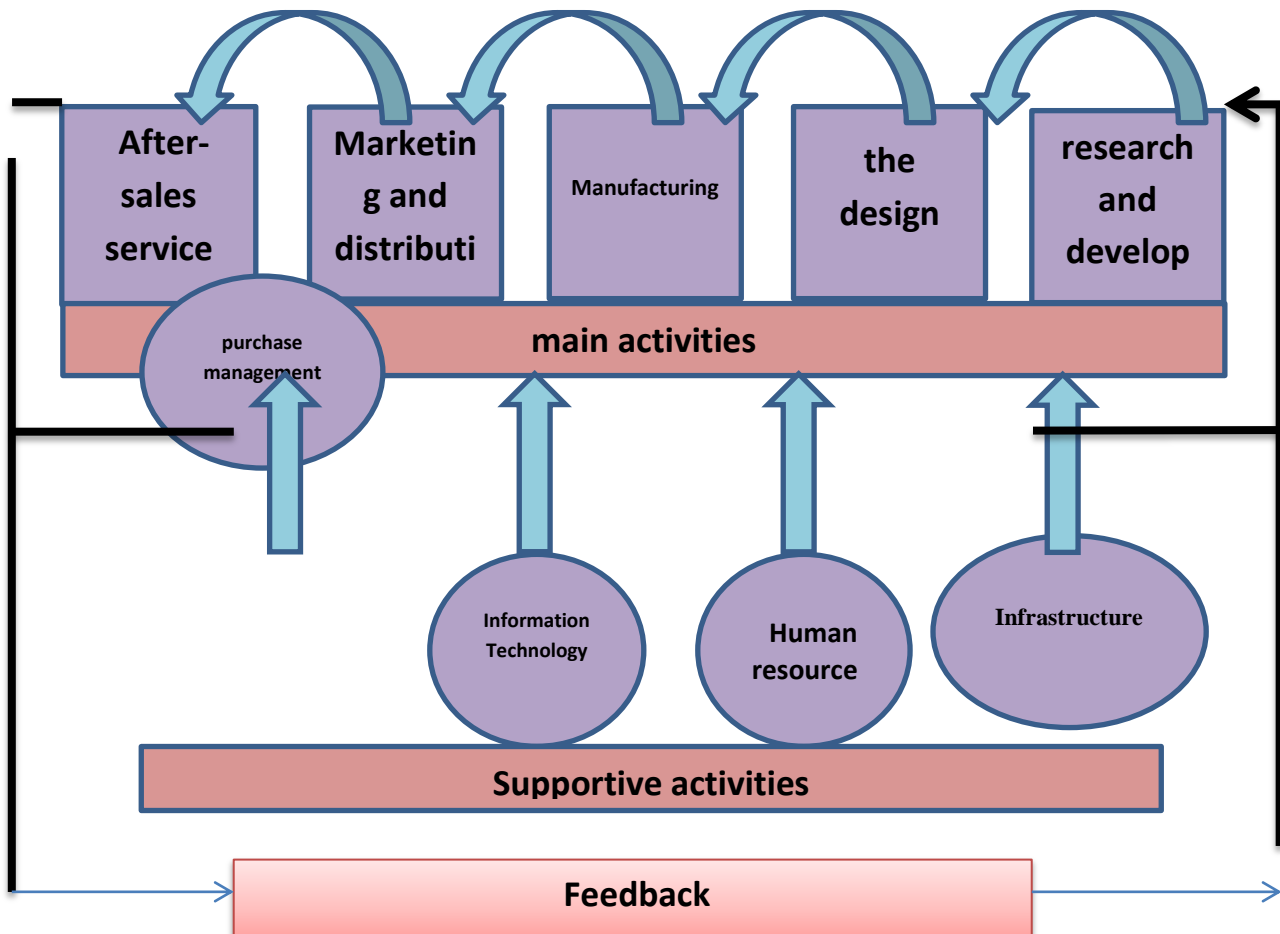 After-
sales
service
Marketin
g and
distributi
Manufacturing
the
design
research
and
develop
main activities
purchase
management
Information
Technology
Human
resource
Infrastructure
Supportive activities
Feedback